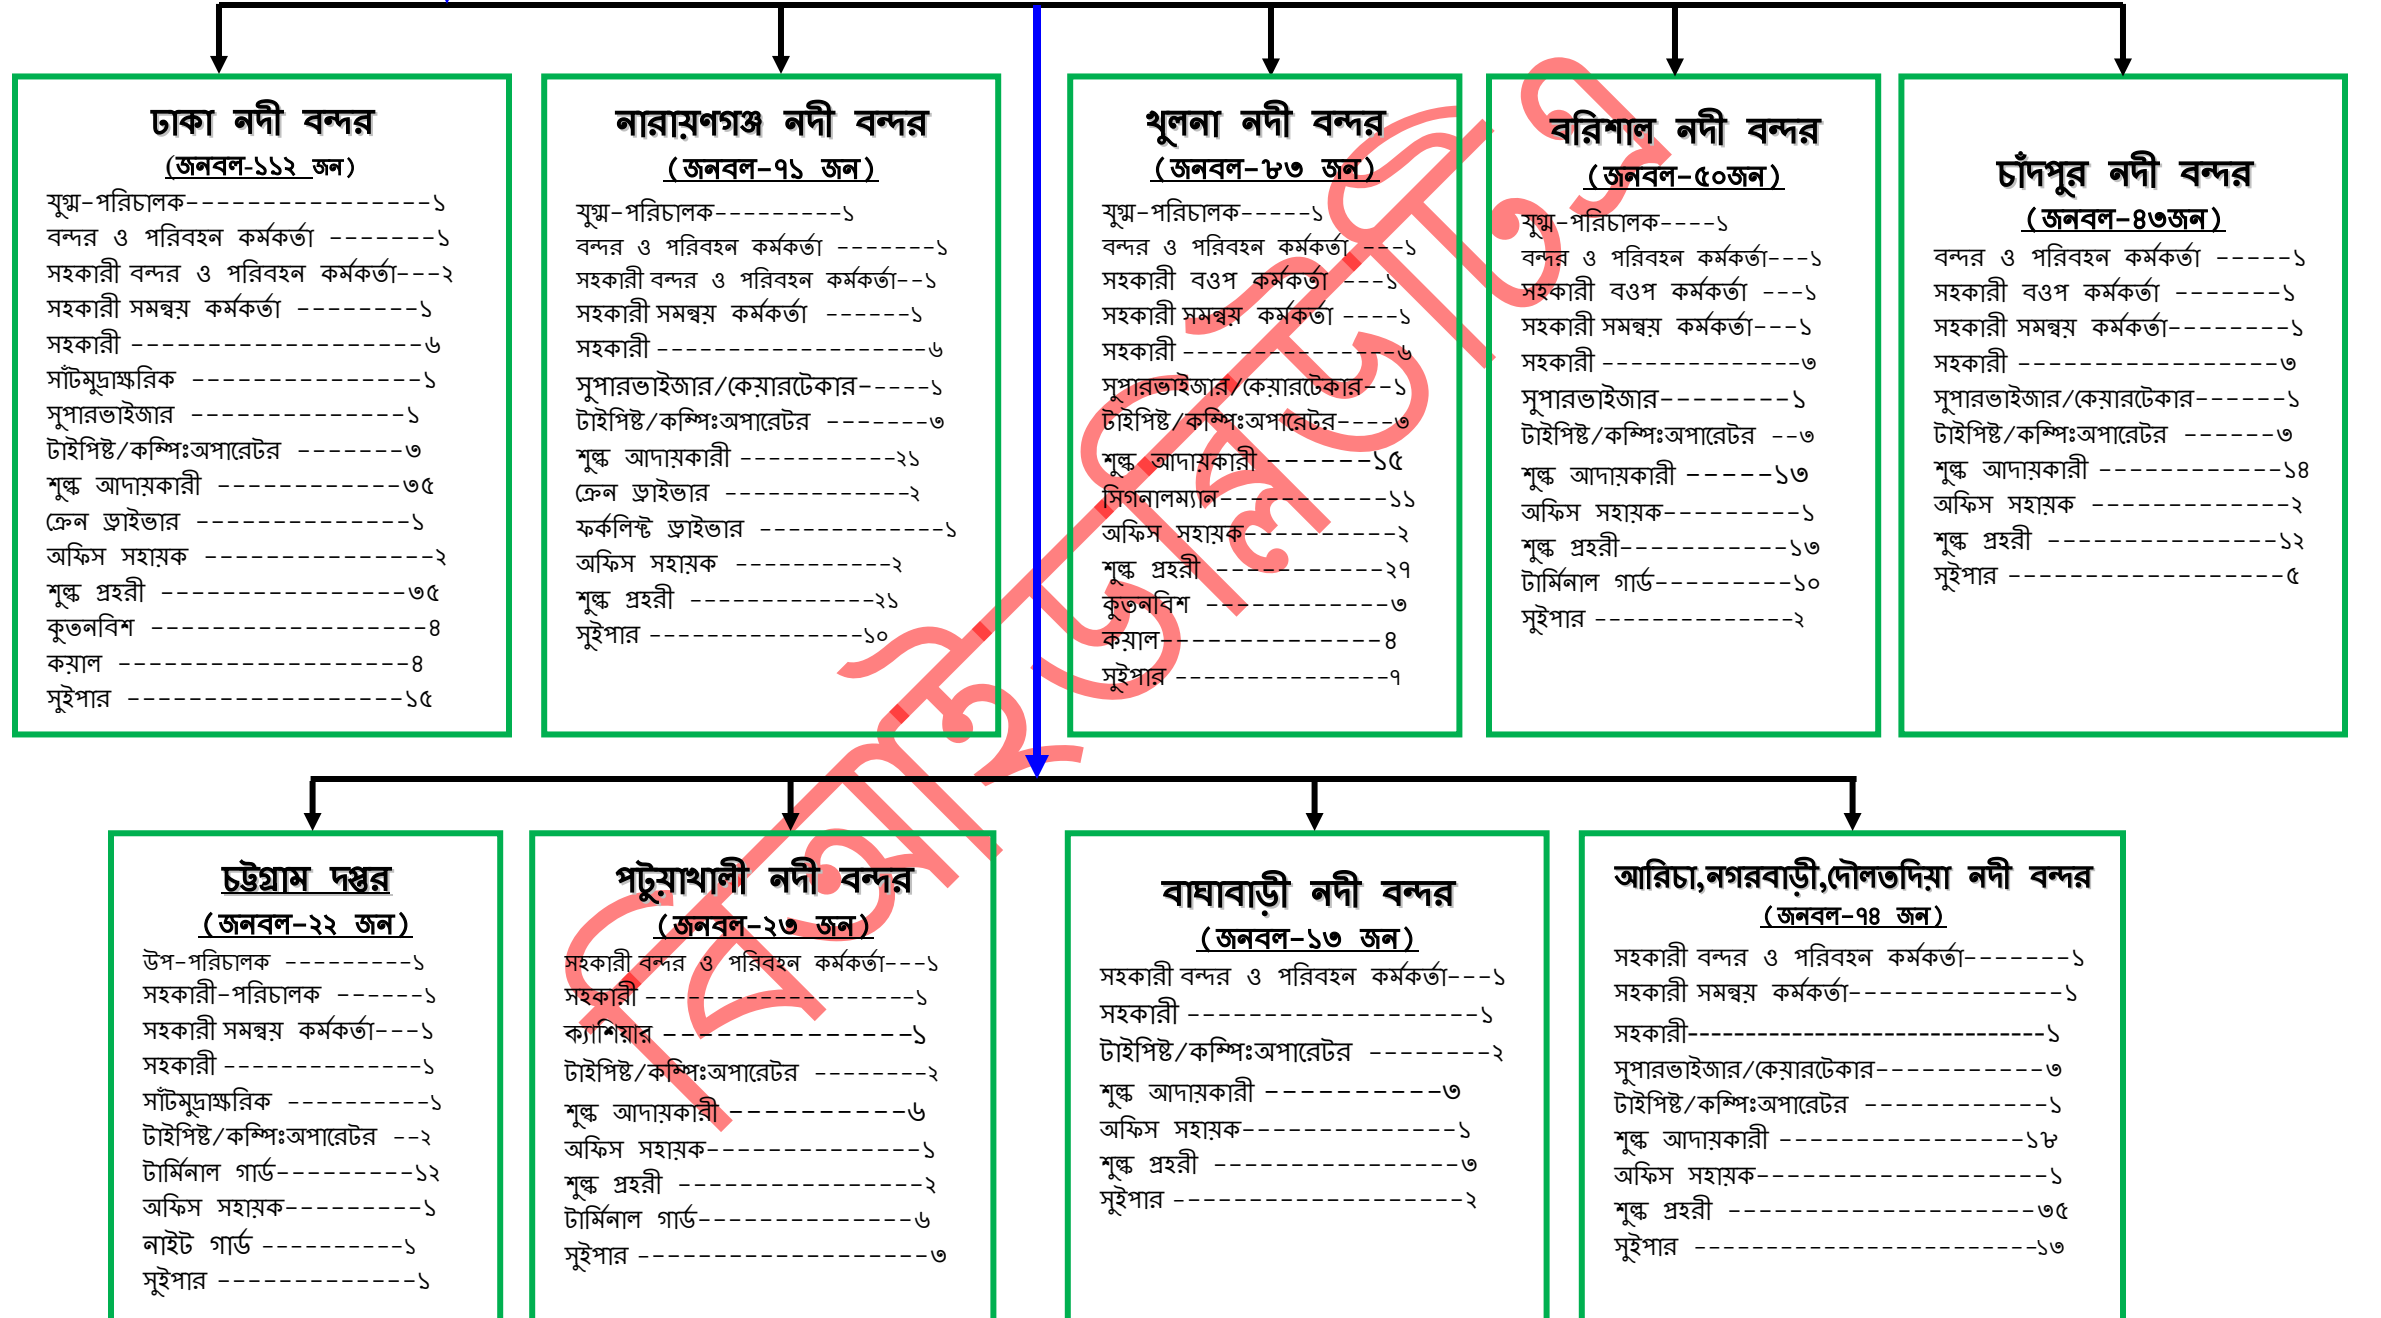 ঢাকা নদী বন্দর
(জনবল-১১২ জন)
যুগ্ম-পরিচালক----------------১
বন্দর ও পরিবহন কর্মকর্তা -------১
সহকারী বন্দর ও পরিবহন কর্মকর্তা---২
সহকারী সমন্বয় কর্মকর্তা --------১
সহকারী -------------------৬
সাঁটমুদ্রাক্ষরিক ---------------১
সুপারভাইজার --------------১
টাইপিষ্ট/কম্পিঃঅপারেটর -------৩
শুল্ক আদায়কারী ------------৩৫
ক্রেন ড্রাইভার --------------১
অফিস সহায়ক ---------------২
শুল্ক প্রহরী ----------------৩৫
কুতনবিশ ------------------৪
কয়াল -------------------৪
সুইপার ------------------১৫
নারায়ণগঞ্জ নদী বন্দর
(জনবল-৭১ জন)
যুগ্ম-পরিচালক---------১
বন্দর ও পরিবহন কর্মকর্তা -------১
সহকারী বন্দর ও পরিবহন কর্মকর্তা--১
সহকারী সমন্বয় কর্মকর্তা ------১
সহকারী -------------------৬
সুপারভাইজার/কেয়ারটেকার-----১
টাইপিষ্ট/কম্পিঃঅপারেটর -------৩
শুল্ক আদায়কারী -----------২১
ক্রেন ড্রাইভার -------------২
ফর্কলিফ্ট ড্রাইভার -------------১
অফিস সহায়ক -----------২
শুল্ক প্রহরী -------------২১
সুইপার ---------------১০
খুলনা নদী বন্দর
(জনবল-৮৩ জন)
যুগ্ম-পরিচালক-----১
বন্দর ও পরিবহন কর্মকর্তা ---১
সহকারী বওপ কর্মকর্তা ---১
সহকারী সমন্বয় কর্মকর্তা ----১
সহকারী ---------------৬
সুপারভাইজার/কেয়ারটেকার--১
টাইপিষ্ট/কম্পিঃঅপারেটর----৩
শুল্ক আদায়কারী ------১৫
সিগনালম্যান-----------১১
অফিস সহায়ক----------২
শুল্ক প্রহরী -----------২৭
কুতনবিশ ------------৩
কয়াল--------------৪
সুইপার ---------------৭
বরিশাল নদী বন্দর
(জনবল-৫০জন)
যুগ্ম-পরিচালক----১
বন্দর ও পরিবহন কর্মকর্তা---১
সহকারী বওপ কর্মকর্তা ---১
সহকারী সমন্বয় কর্মকর্তা---১
সহকারী --------------৩
সুপারভাইজার--------১
টাইপিষ্ট/কম্পিঃঅপারেটর --৩
শুল্ক আদায়কারী -----১৩
অফিস সহায়ক---------১
শুল্ক প্রহরী-----------১৩
টার্মিনাল গার্ড---------১০
সুইপার --------------২
চাঁদপুর নদী বন্দর
(জনবল-৪৩জন)
বন্দর ও পরিবহন কর্মকর্তা -----১
সহকারী বওপ কর্মকর্তা -------১
সহকারী সমন্বয় কর্মকর্তা--------১
সহকারী -----------------৩
সুপারভাইজার/কেয়ারটেকার------১
টাইপিষ্ট/কম্পিঃঅপারেটর ------৩
শুল্ক আদায়কারী ------------১৪
অফিস সহায়ক -------------২
শুল্ক প্রহরী ---------------১২
সুইপার ------------------৫
চট্টগ্রাম দপ্তর
(জনবল-২২ জন)
উপ-পরিচালক ---------১
সহকারী-পরিচালক ------১
সহকারী সমন্বয় কর্মকর্তা---১
সহকারী --------------১
সাঁটমুদ্রাক্ষরিক ----------১
টাইপিষ্ট/কম্পিঃঅপারেটর --২
টার্মিনাল গার্ড---------১২
অফিস সহায়ক---------১
নাইট গার্ড ----------১
সুইপার -------------১
পটুয়াখালী নদী বন্দর
(জনবল-২৩ জন)
সহকারী বন্দর ও পরিবহন কর্মকর্তা---১
সহকারী -------------------১
ক্যাশিয়ার --------------১
টাইপিষ্ট/কম্পিঃঅপারেটর --------২
শুল্ক আদায়কারী ----------৬
অফিস সহায়ক--------------১
শুল্ক প্রহরী ----------------২
টার্মিনাল গার্ড--------------৬
সুইপার -------------------৩
বাঘাবাড়ী নদী বন্দর
(জনবল-১৩ জন)
সহকারী বন্দর ও পরিবহন কর্মকর্তা---১
সহকারী -------------------১
টাইপিষ্ট/কম্পিঃঅপারেটর --------২
শুল্ক আদায়কারী ----------৩
অফিস সহায়ক--------------১
শুল্ক প্রহরী ----------------৩
সুইপার -------------------২
আরিচা,নগরবাড়ী,দৌলতদিয়া নদী বন্দর
(জনবল-৭৪ জন)
সহকারী বন্দর ও পরিবহন কর্মকর্তা-------১
সহকারী সমন্বয় কর্মকর্তা--------------১
সহকারী-------------------------------১
সুপারভাইজার/কেয়ারটেকার-----------৩
টাইপিষ্ট/কম্পিঃঅপারেটর ------------১
শুল্ক আদায়কারী ----------------১৮
অফিস সহায়ক-------------------১
শুল্ক প্রহরী --------------------৩৫
সুইপার ------------------------১৩
বিআইডব্লিউটিএ